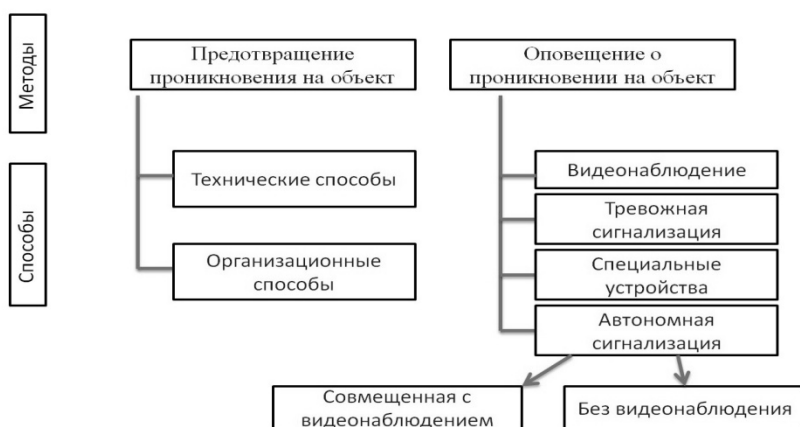 Методы
Предотвращение
проникновения на объект
Оповещение о
проникновении на объект
Способы
Технические способы
Организационные
способы
Видеонаблюдение
Тревожная
сигнализация
Специальные
устройства
Автономная
сигнализация
Совмещенная с
видеонаблюдением
Без видеонаблюдения